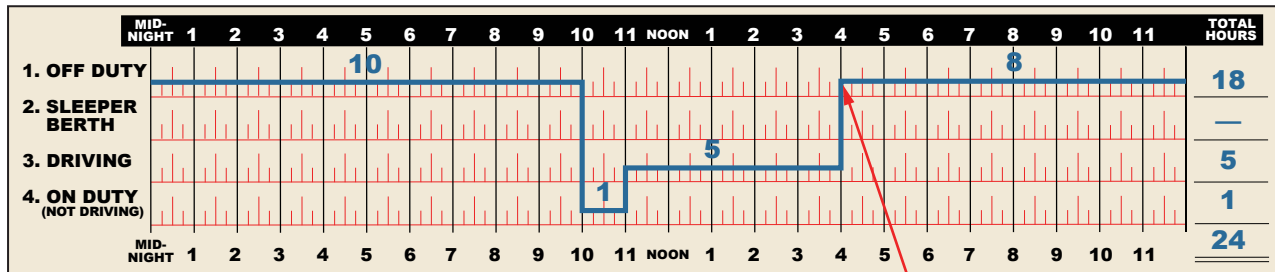 MID-NIGHT 1 2 3 4 5 6 7 8 9 10 11 NOON 1 2 3 4 5 6 7 8 9 10 11 TOTAL HOURS
1. OFF DUTY 10 8 18
2. SLEEPER BERTH —
3. DRIVING 5 5
4. ON DUTY (NOT DRIVING) 1 1
MID-NIGHT 1 2 3 4 5 6 7 8 9 10 11 NOON 1 2 3 4 5 6 7 8 9 10 11 24